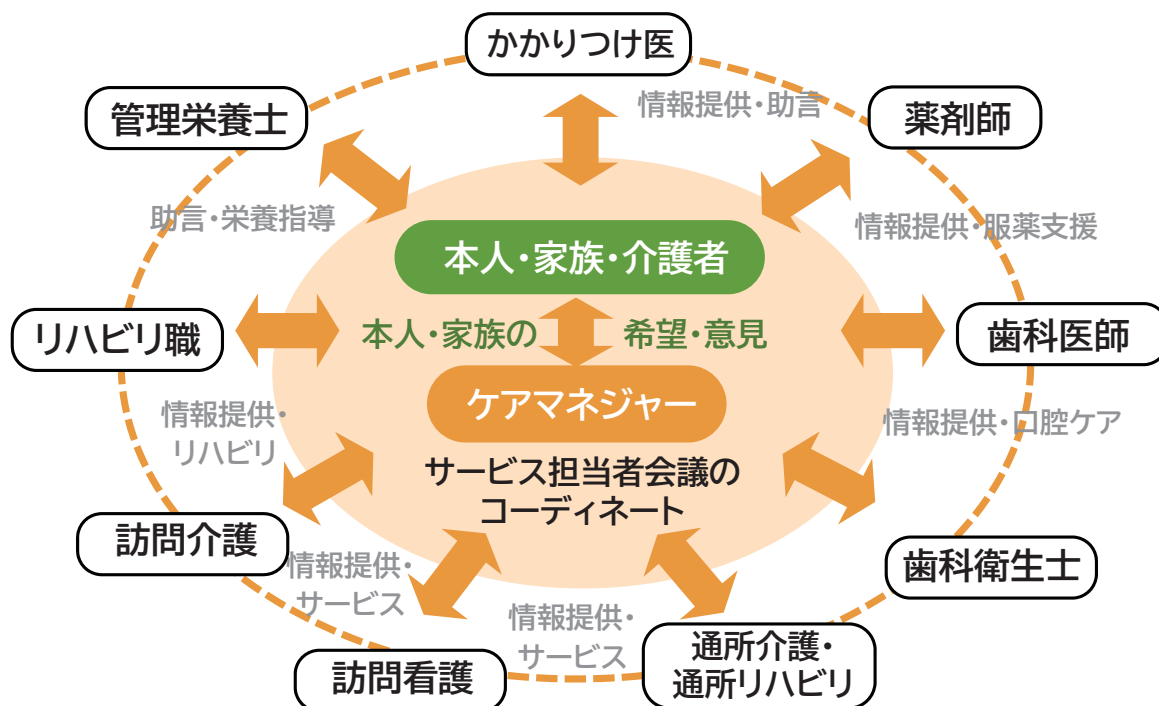 かかりつけ医
情報提供・助言
管理栄養士
薬剤師
助言・栄養指導
情報提供・服薬支援
本人・家族・介護者
リハビリ職
本人・家族の
希望・意見
歯科医師
ケアマネジャー
情報提供・
リハビリ
情報提供・口腔ケア
サービス担当者会議の
コーディネート
訪問介護
歯科衛生士
情報提供・
サービス
情報提供・
サービス
訪問看護
通所介護・
通所リハビリ